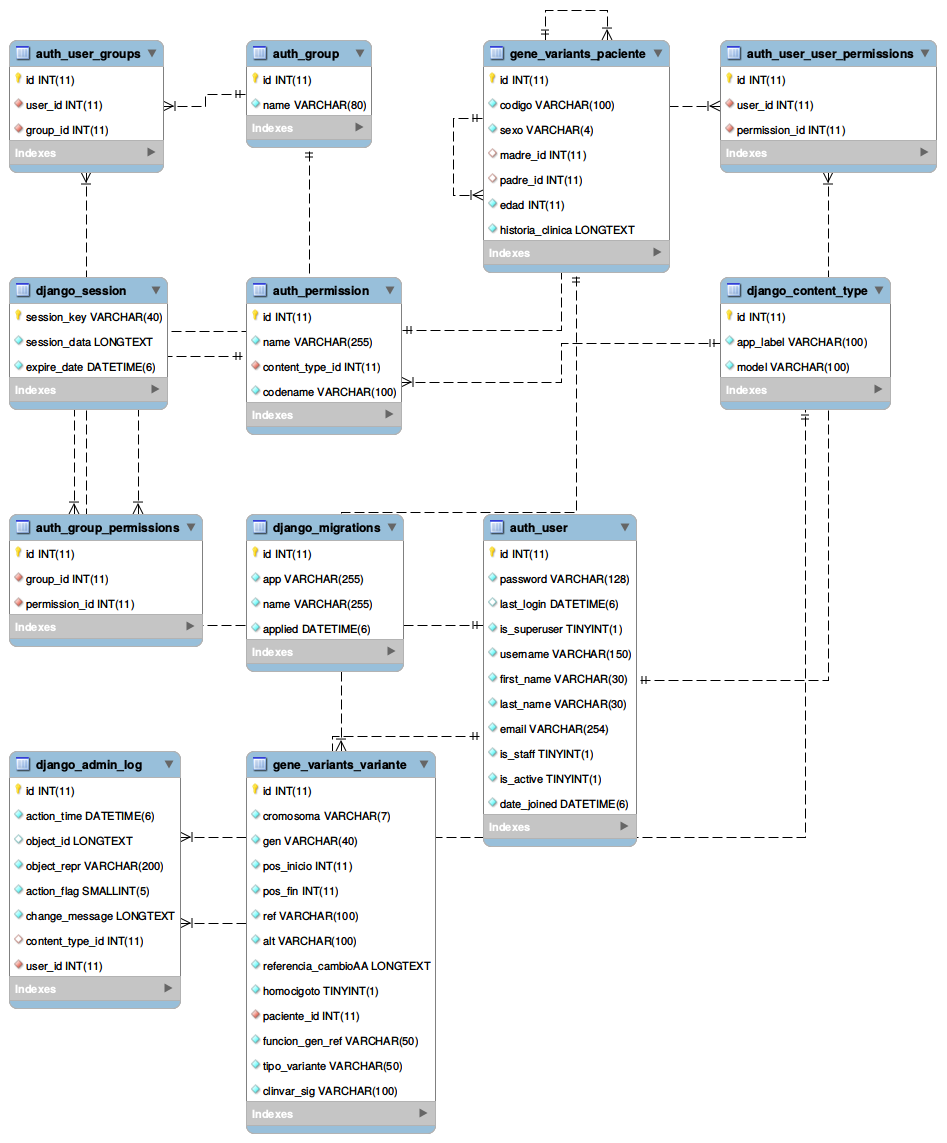 auth_user_groups
id INT(11)
user_id INT(11)
group_id INT(11)
Indexes
auth_group
id INT(11)
name VARCHAR(80)
Indexes
gene_variants_paciente
id INT(11)
codigo VARCHAR(100)
sexo VARCHAR(4)
madre_id INT(11)
padre_id INT(11)
edad INT(11)
historia_clinica LONGTEXT
Indexes
auth_user_user_permissions
id INT(11)
user_id INT(11)
permission_id INT(11)
Indexes
django_session
session_key VARCHAR(40)
session_data LONGTEXT
expire_date DATETIME(6)
Indexes
auth_permission
id INT(11)
name VARCHAR(255)
content_type_id INT(11)
codename VARCHAR(100)
Indexes
django_content_type
id INT(11)
app_label VARCHAR(100)
model VARCHAR(100)
Indexes
auth_group_permissions
id INT(11)
group_id INT(11)
permission_id INT(11)
Indexes
django_migrations
id INT(11)
app VARCHAR(255)
name VARCHAR(255)
applied DATETIME(6)
Indexes
auth_user
id INT(11)
password VARCHAR(128)
last_login DATETIME(6)
is_superuser TINYINT(1)
username VARCHAR(150)
first_name VARCHAR(30)
last_name VARCHAR(30)
email VARCHAR(254)
is_staff TINYINT(1)
is_active TINYINT(1)
date_joined DATETIME(6)
Indexes
django_admin_log
id INT(11)
action_time DATETIME(6)
object_id LONGTEXT
object_repr VARCHAR(200)
action_flag SMALLINT(5)
change_message LONGTEXT
content_type_id INT(11)
user_id INT(11)
Indexes
gene_variants_variante
id INT(11)
cromosoma VARCHAR(7)
gen VARCHAR(40)
pos_inicio INT(11)
pos_fin INT(11)
ref VARCHAR(100)
alt VARCHAR(100)
referencia_cambioAA LONGTEXT
homocigoto TINYINT(1)
paciente_id INT(11)
funcion_gen_ref VARCHAR(50)
tipo_variante VARCHAR(50)
clinvar_sig VARCHAR(100)
Indexes